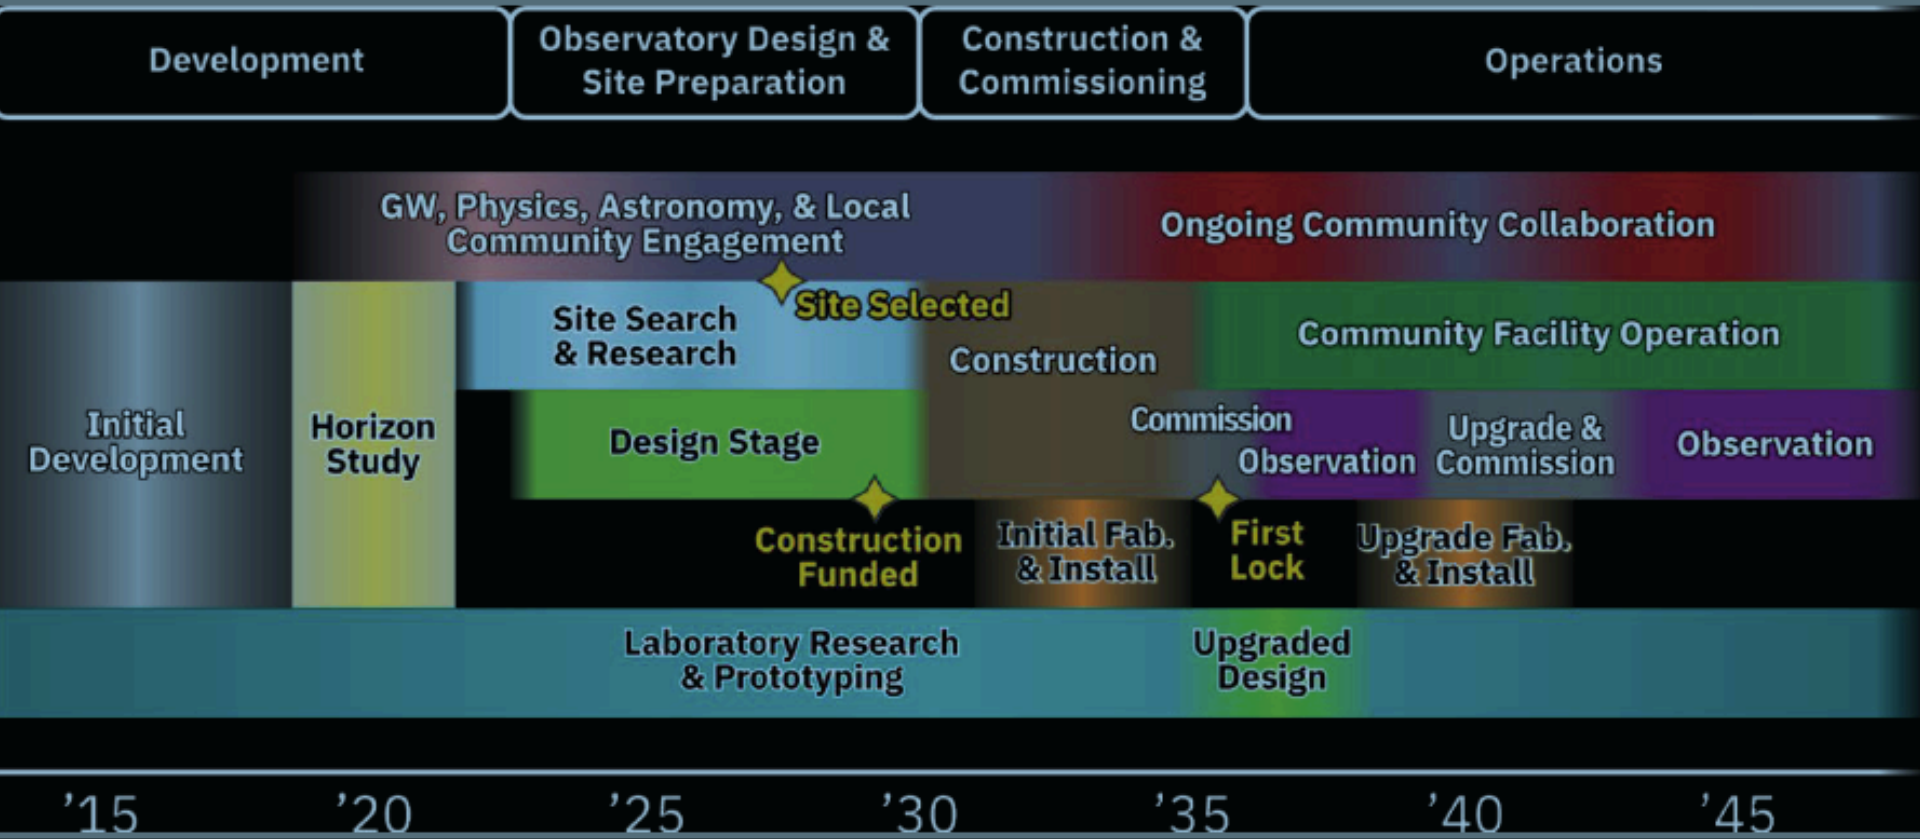 Development
Observatory Design &
Site Preparation
Construction &
Commissioning
Operations
GW, Physics, Astronomy, & Local
Community Engagement
Ongoing Community Collaboration
Site Selected
Site Search
& Research
Construction
Community Facility Operation
Initial
Development
Horizon
Study
Design Stage
Commission
Observation
Upgrade &
Commission
Observation
Construction
Funded
Initial Fab.
& Install
First
Lock
Upgrade Fab.
& Install
Laboratory Research
& Prototyping
Upgraded
Design
’15 ’20 ’25 ’30 ’35 ’40 ’45